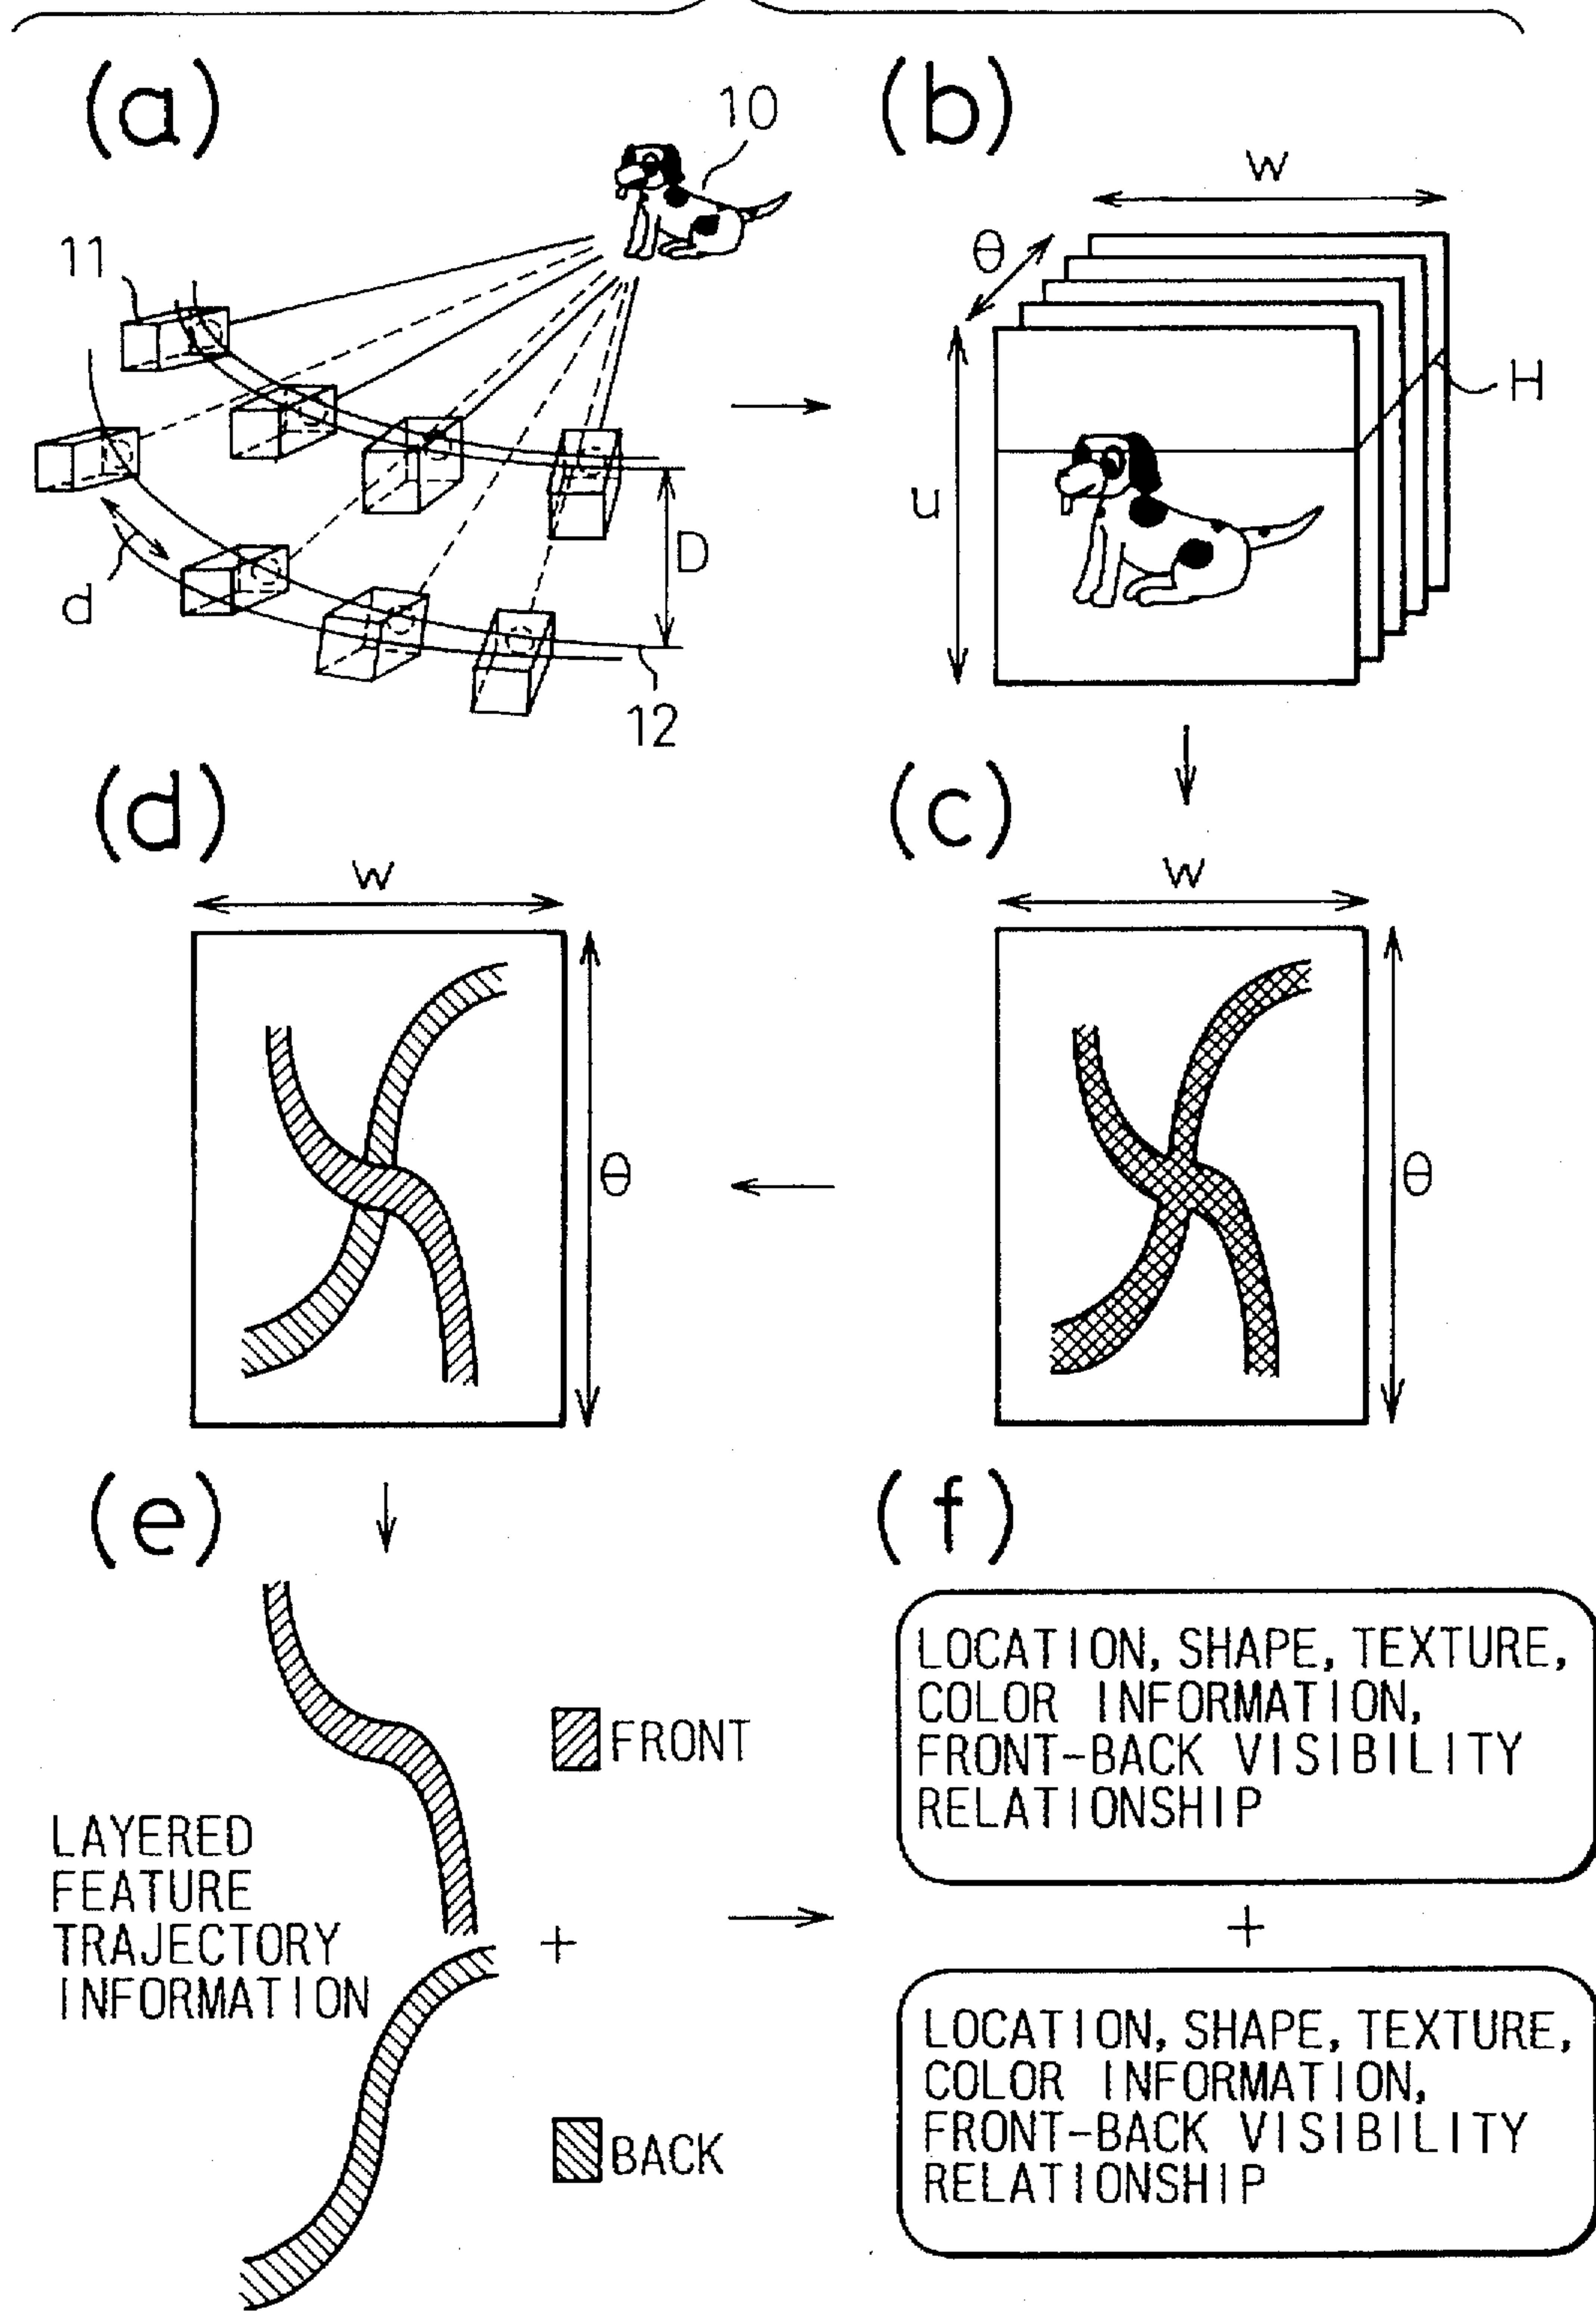 (a)
10
11
d
D
12
(b)
w
θ
u
H
(c)
w
θ
(d)
w
θ
(e)
LAYERED
FEATURE
TRAJECTORY
INFORMATION
FRONT
+
BACK
(f)
LOCATION, SHAPE, TEXTURE,
COLOR INFORMATION,
FRONT-BACK VISIBILITY
RELATIONSHIP
+
LOCATION, SHAPE, TEXTURE,
COLOR INFORMATION,
FRONT-BACK VISIBILITY
RELATIONSHIP